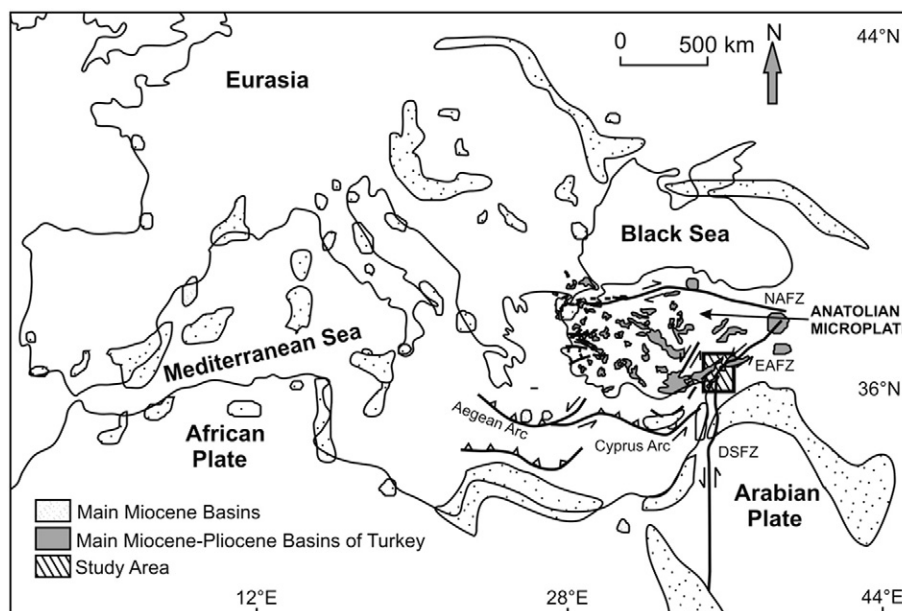 44°N
N
0 500 km
Eurasia
Black Sea
NAFZ
ANATOLIAN
MICROPLATE
Mediterranean Sea
EAFZ
36°N
Aegean Arc
African
Plate
Cyprus Arc
DSFZ
Arabian
Plate
Main Miocene Basins
Main Miocene-Pliocene Basins of Turkey
Study Area
12°E 28°E 44°E